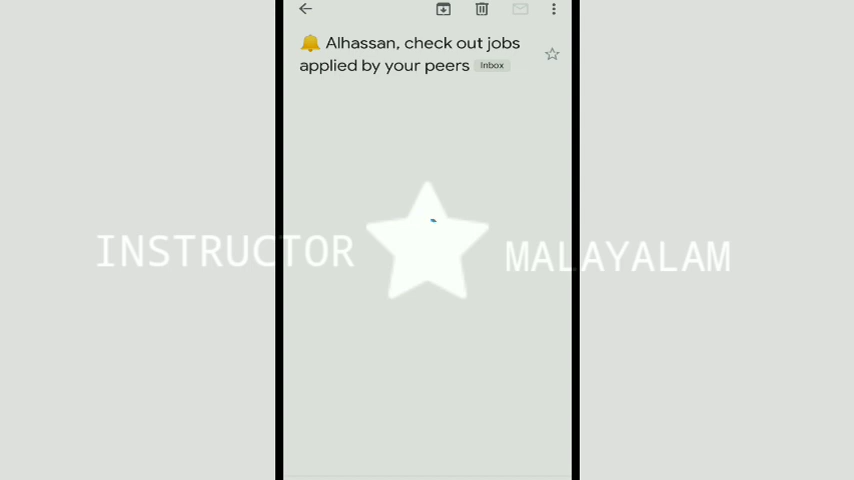 🔔 Alhassan, check out jobs
applied by your peers Inbox
INSTRUCTOR MALAYALAM